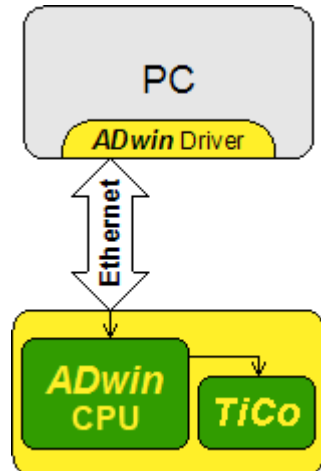 PC
ADwin Driver
Ethernet
ADwin
CPU
TiCo